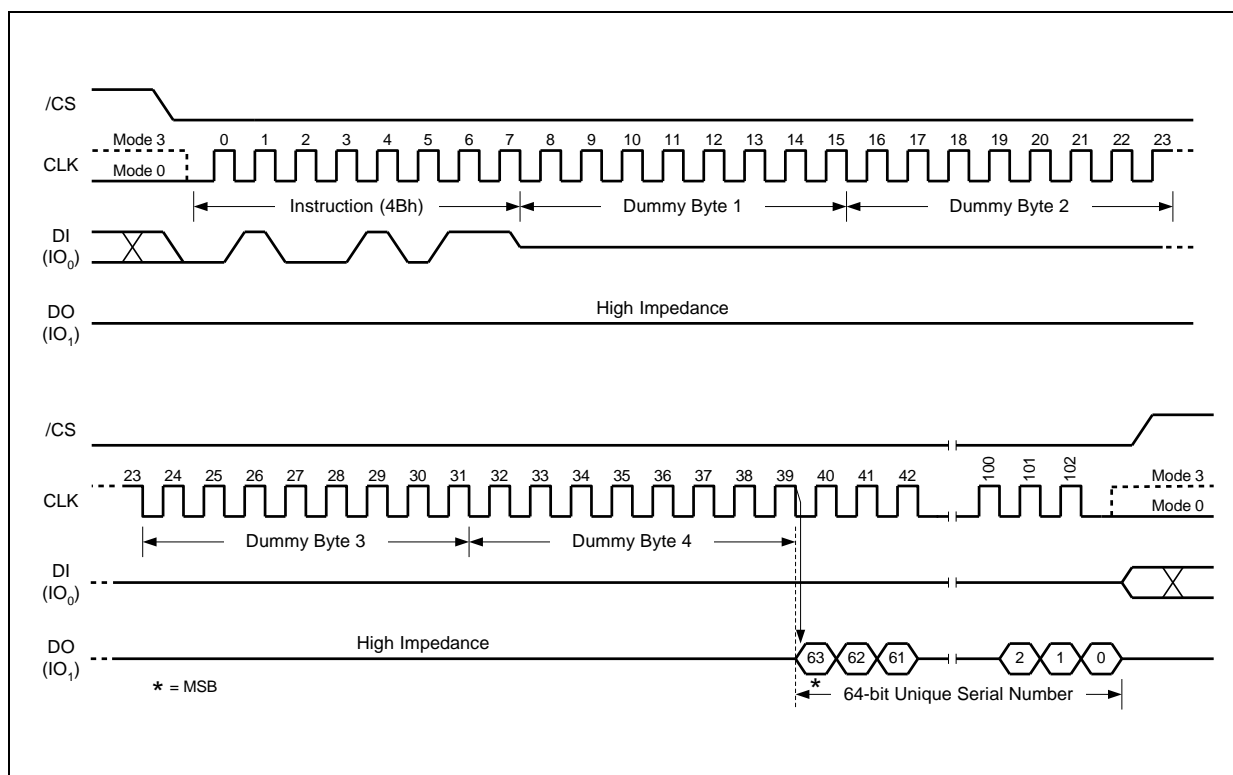 /CS
Mode 3
0 1 2 3 4 5 6 7 8 9 10 11 12 13 14 15 16 17 18 19 20 21 22 23
CLK
Mode 0
Instruction (4Bh) Dummy Byte 1 Dummy Byte 2
DI
(IO0)
High Impedance
DO
(IO1)
/CS
23 24 25 26 27 28 29 30 31 32 33 34 35 36 37 38 39 40 41 42 100 101 102
Mode 3
CLK
Mode 0
Dummy Byte 3 Dummy Byte 4
DI
(IO0)
High Impedance
DO
(IO1)
63 62 61 2 1 0
* = MSB
*
64-bit Unique Serial Number